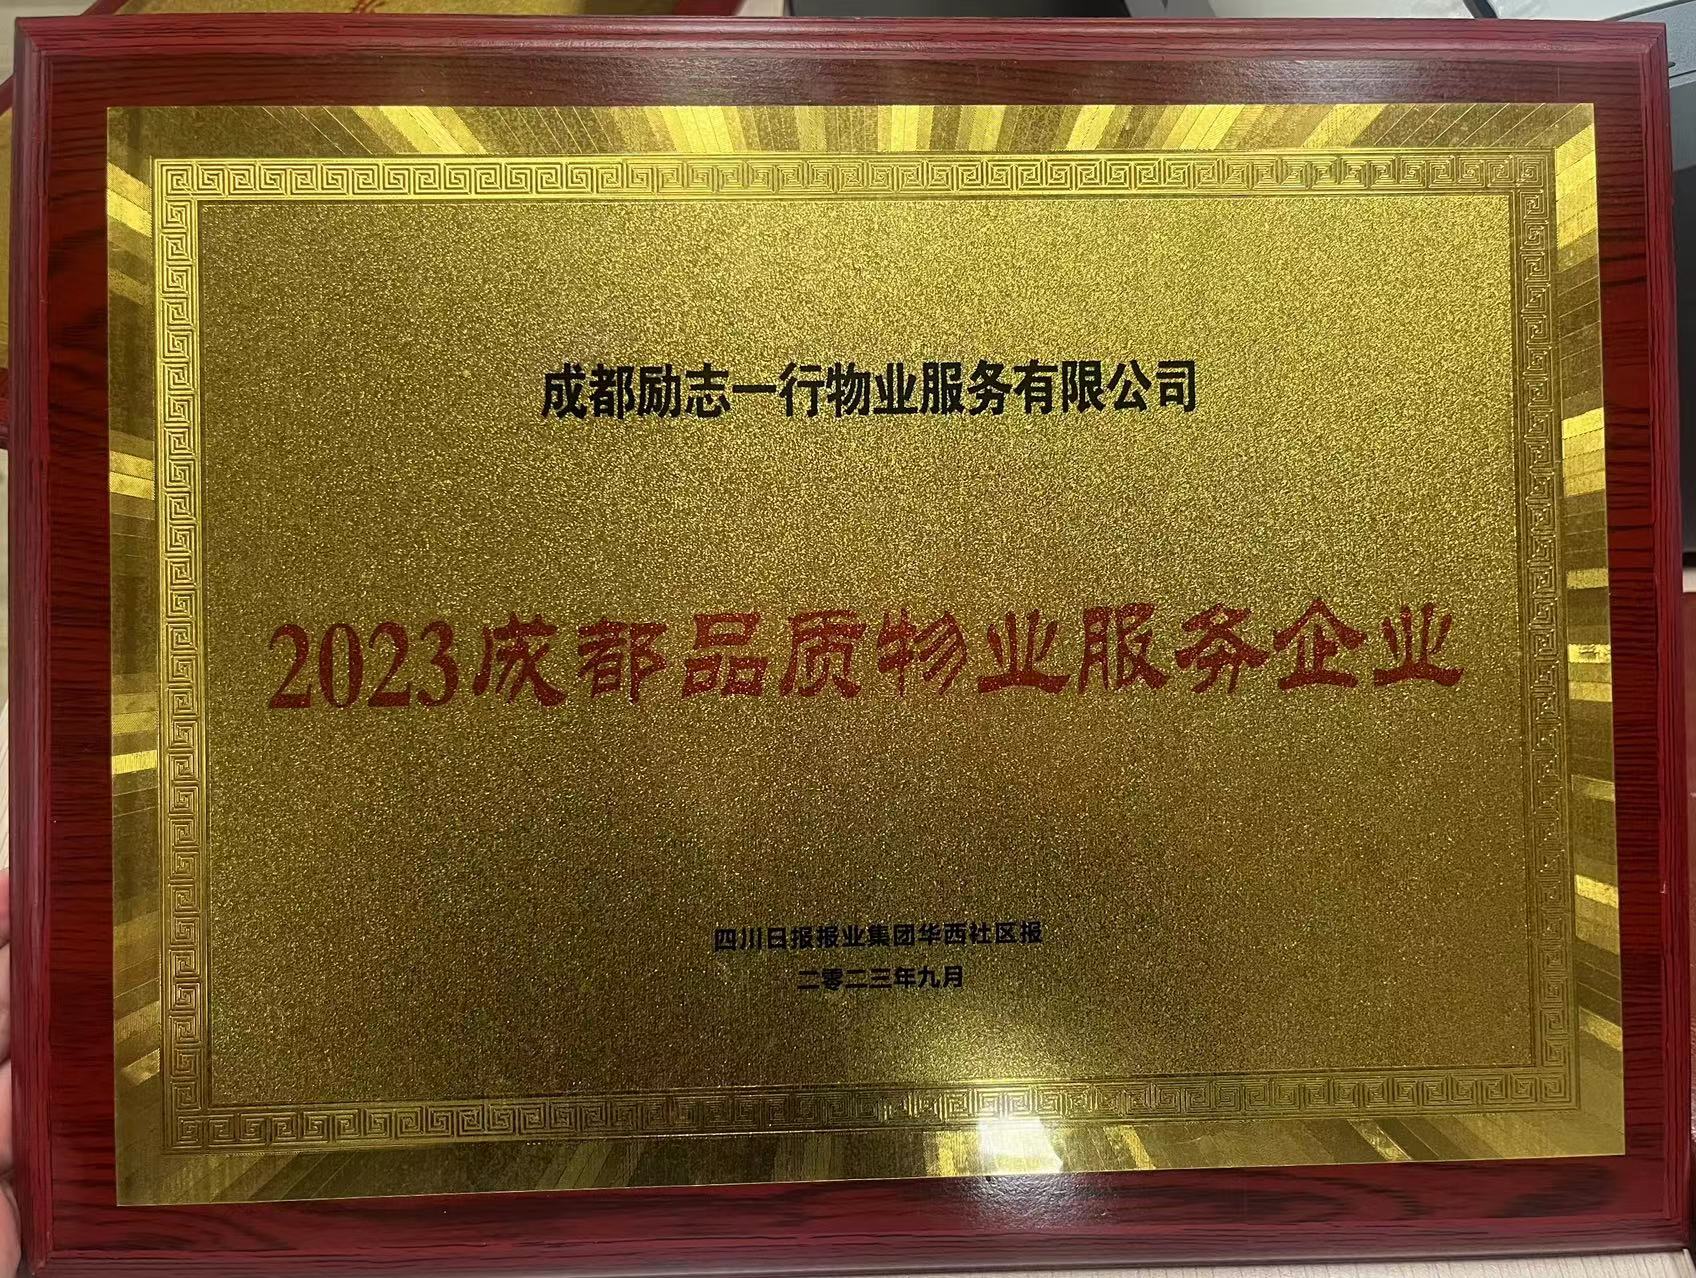 成都励志一行物业服务有限公司
2023成都品质物业服务企业
四川日报报业集团华西社区报
二零二三年九月